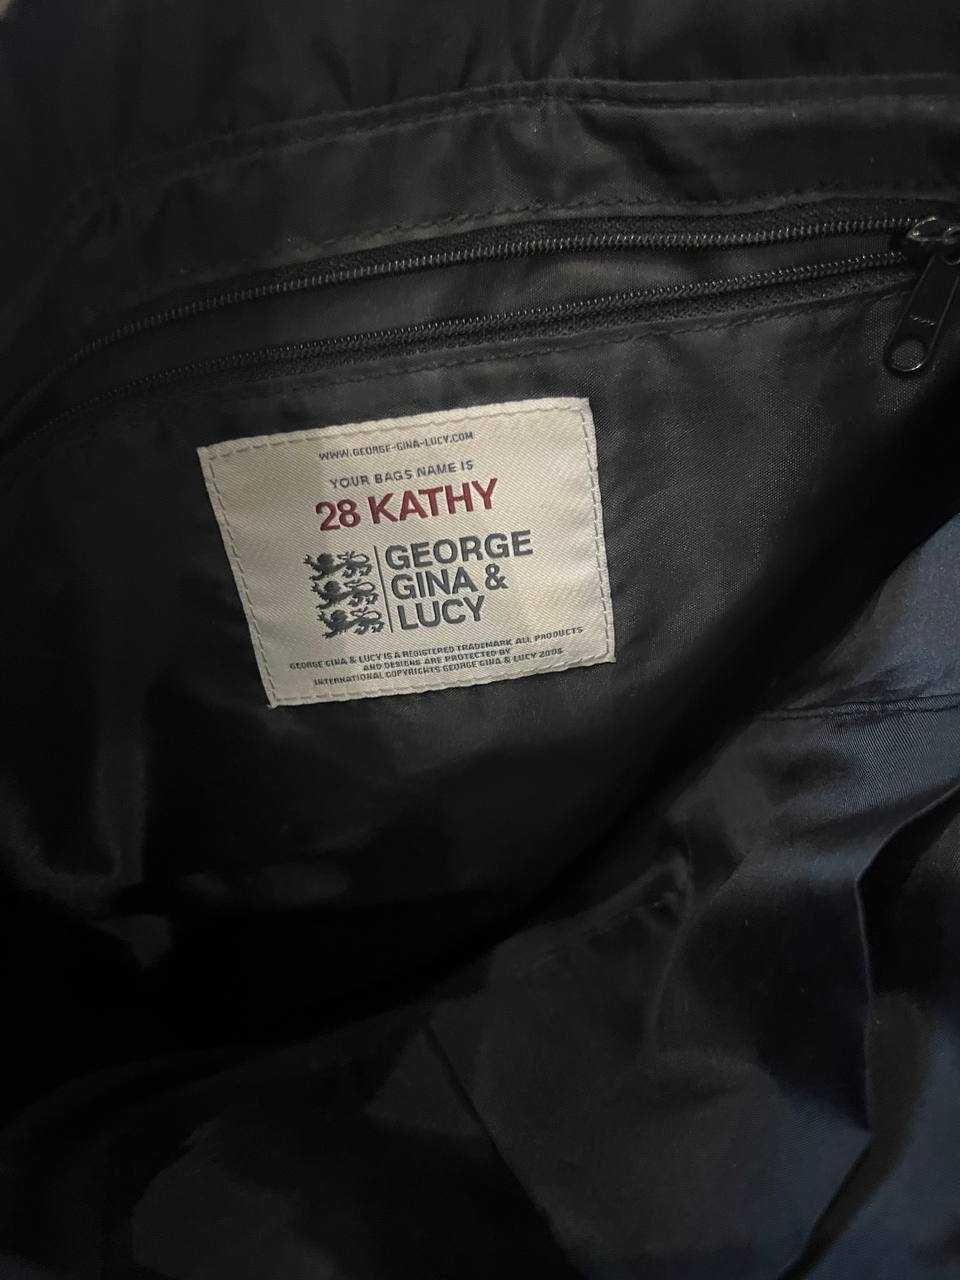 WWW.GEORGE-GINA-LUCY.COM
YOUR BAGS NAME IS
28 KATHY
GEORGE
GINA &
LUCY
GEORGE GINA & LUCY IS A REGISTERED TRADEMARK ALL PRODUCTS
AND DESIGNS ARE PROTECTED BY
INTERNATIONAL COPYRIGHTS GEORGE GINA & LUCY 2008